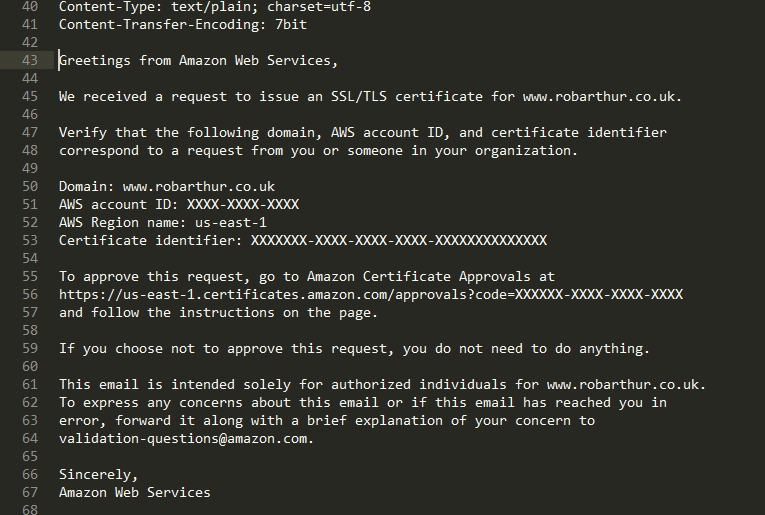 40 Content-Type: text/plain; charset=utf-8
41 Content-Transfer-Encoding: 7bit
42
43 Greetings from Amazon Web Services,
44
45 We received a request to issue an SSL/TLS certificate for www.robarthur.co.uk.
46
47 Verify that the following domain, AWS account ID, and certificate identifier
48 correspond to a request from you or someone in your organization.
49
50 Domain: www.robarthur.co.uk
51 AWS account ID: XXXX-XXXX-XXXX
52 AWS Region name: us-east-1
53 Certificate identifier: XXXXXXX-XXXX-XXXX-XXXX-XXXXXXXXXXXXXX
54
55 To approve this request, go to Amazon Certificate Approvals at
56 https://us-east-1.certificates.amazon.com/approvals?code=XXXXXX-XXXX-XXXX-XXXX
57 and follow the instructions on the page.
58
59 If you choose not to approve this request, you do not need to do anything.
60
61 This email is intended solely for authorized individuals for www.robarthur.co.uk.
62 To express any concerns about this email or if this email has reached you in
63 error, forward it along with a brief explanation of your concern to
64 validation-questions@amazon.com.
65
66 Sincerely,
67 Amazon Web Services
68